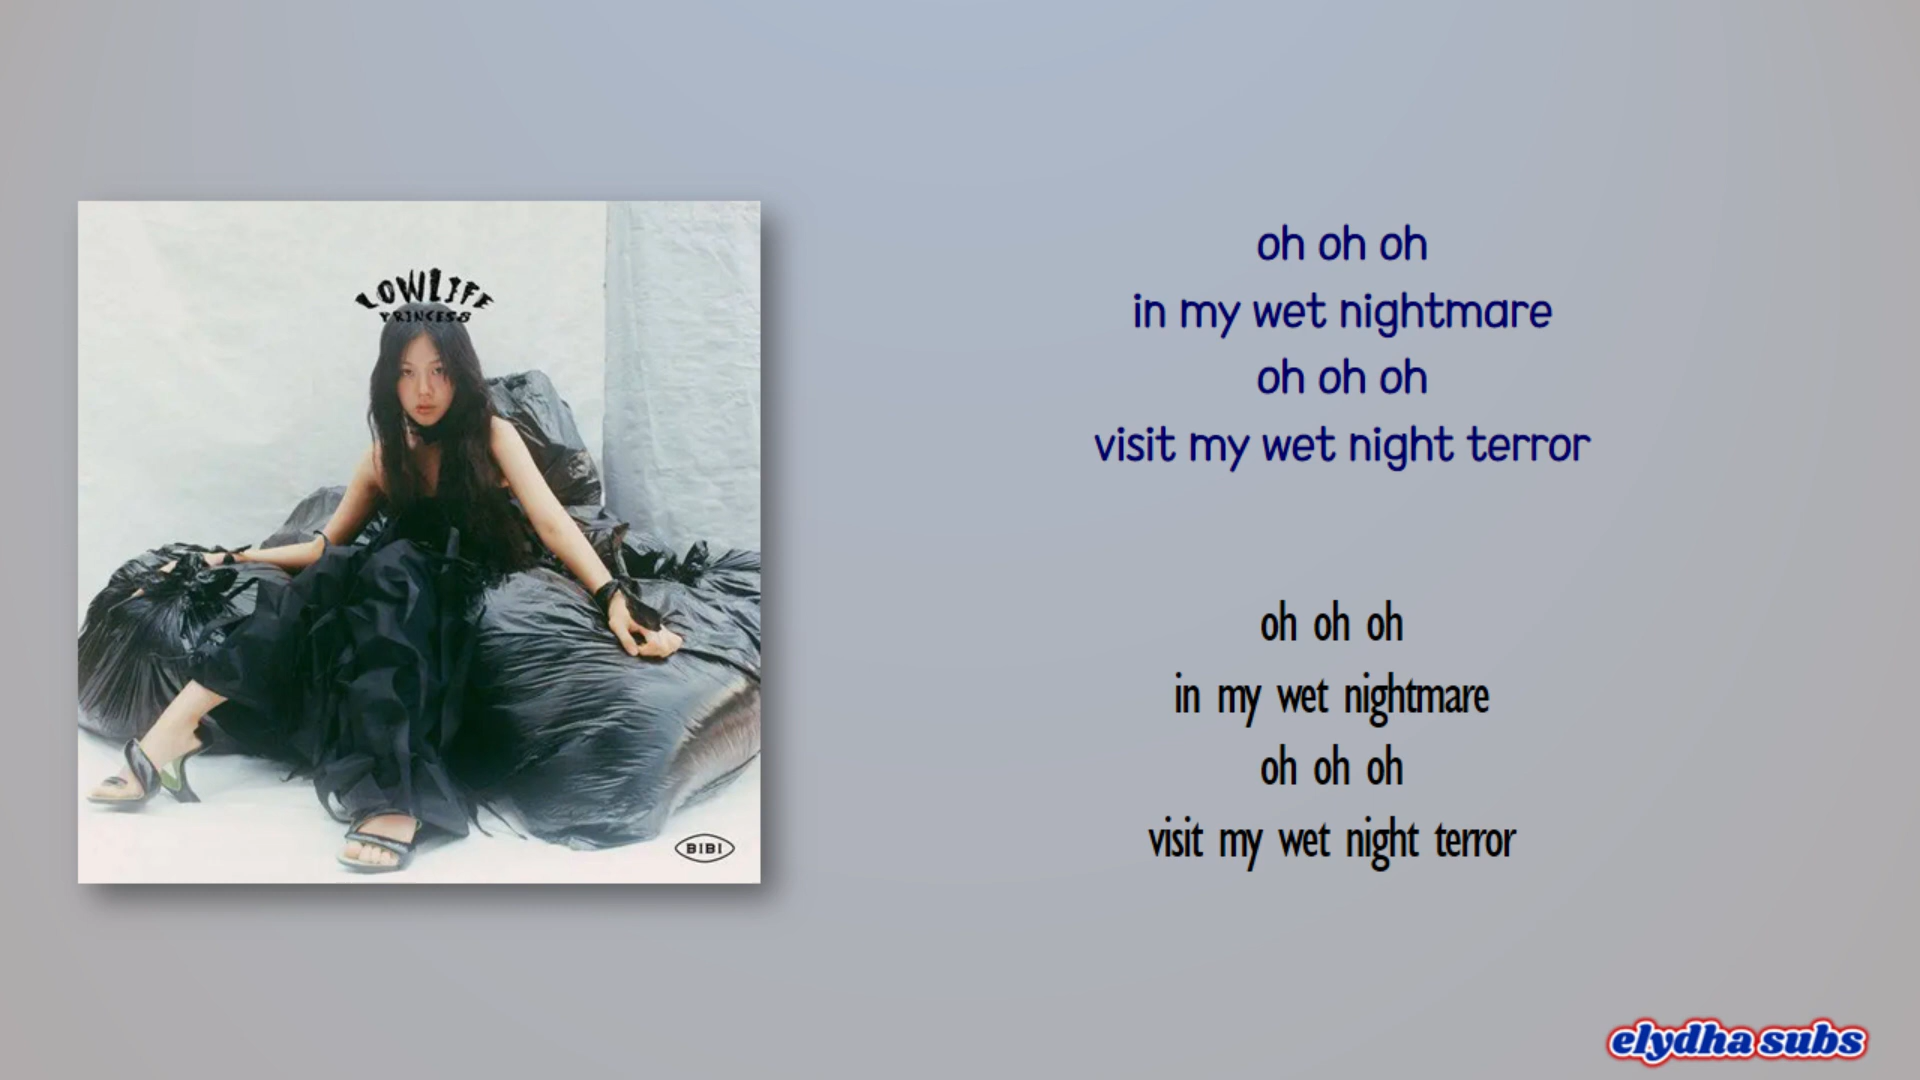 LOWLIFE
PRINCESS
BIBI
oh oh oh
in my wet nightmare
oh oh oh
visit my wet night terror
oh oh oh
in my wet nightmare
oh oh oh
visit my wet night terror
elydha subs